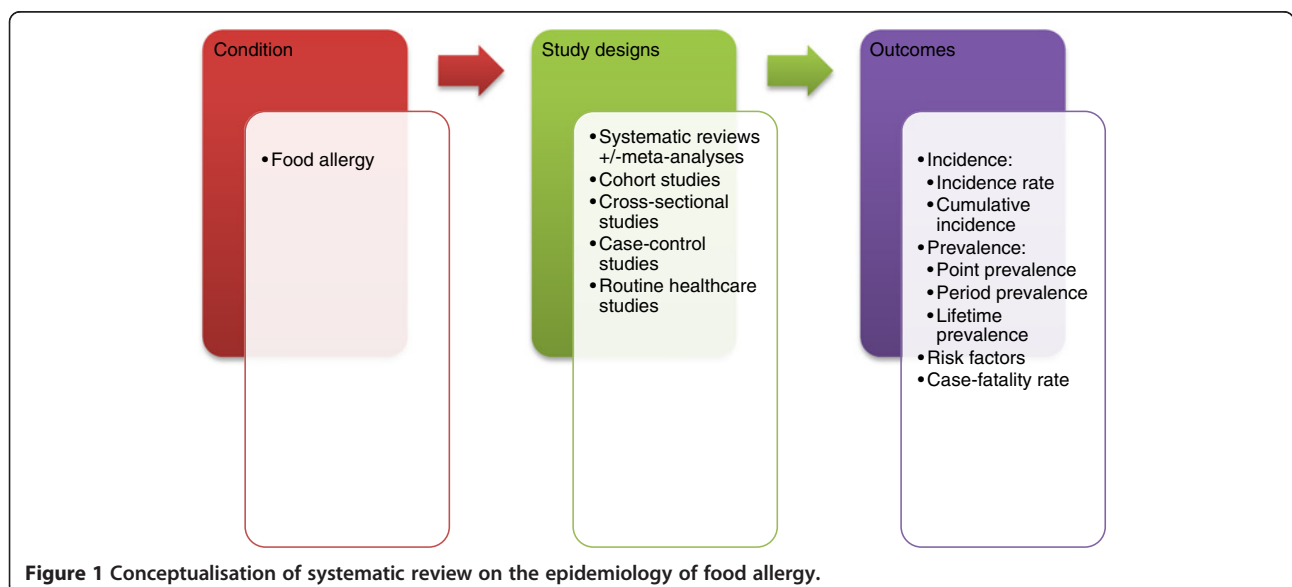 Condition
• Food allergy
Study designs
• Systematic reviews
+/-meta-analyses
• Cohort studies
• Cross-sectional
studies
• Case-control
studies
• Routine healthcare
studies
Outcomes
• Incidence:
• Incidence rate
• Cumulative
incidence
• Prevalence:
• Point prevalence
• Period prevalence
• Lifetime
prevalence
• Risk factors
• Case-fatality rate
Figure 1 Conceptualisation of systematic review on the epidemiology of food allergy.